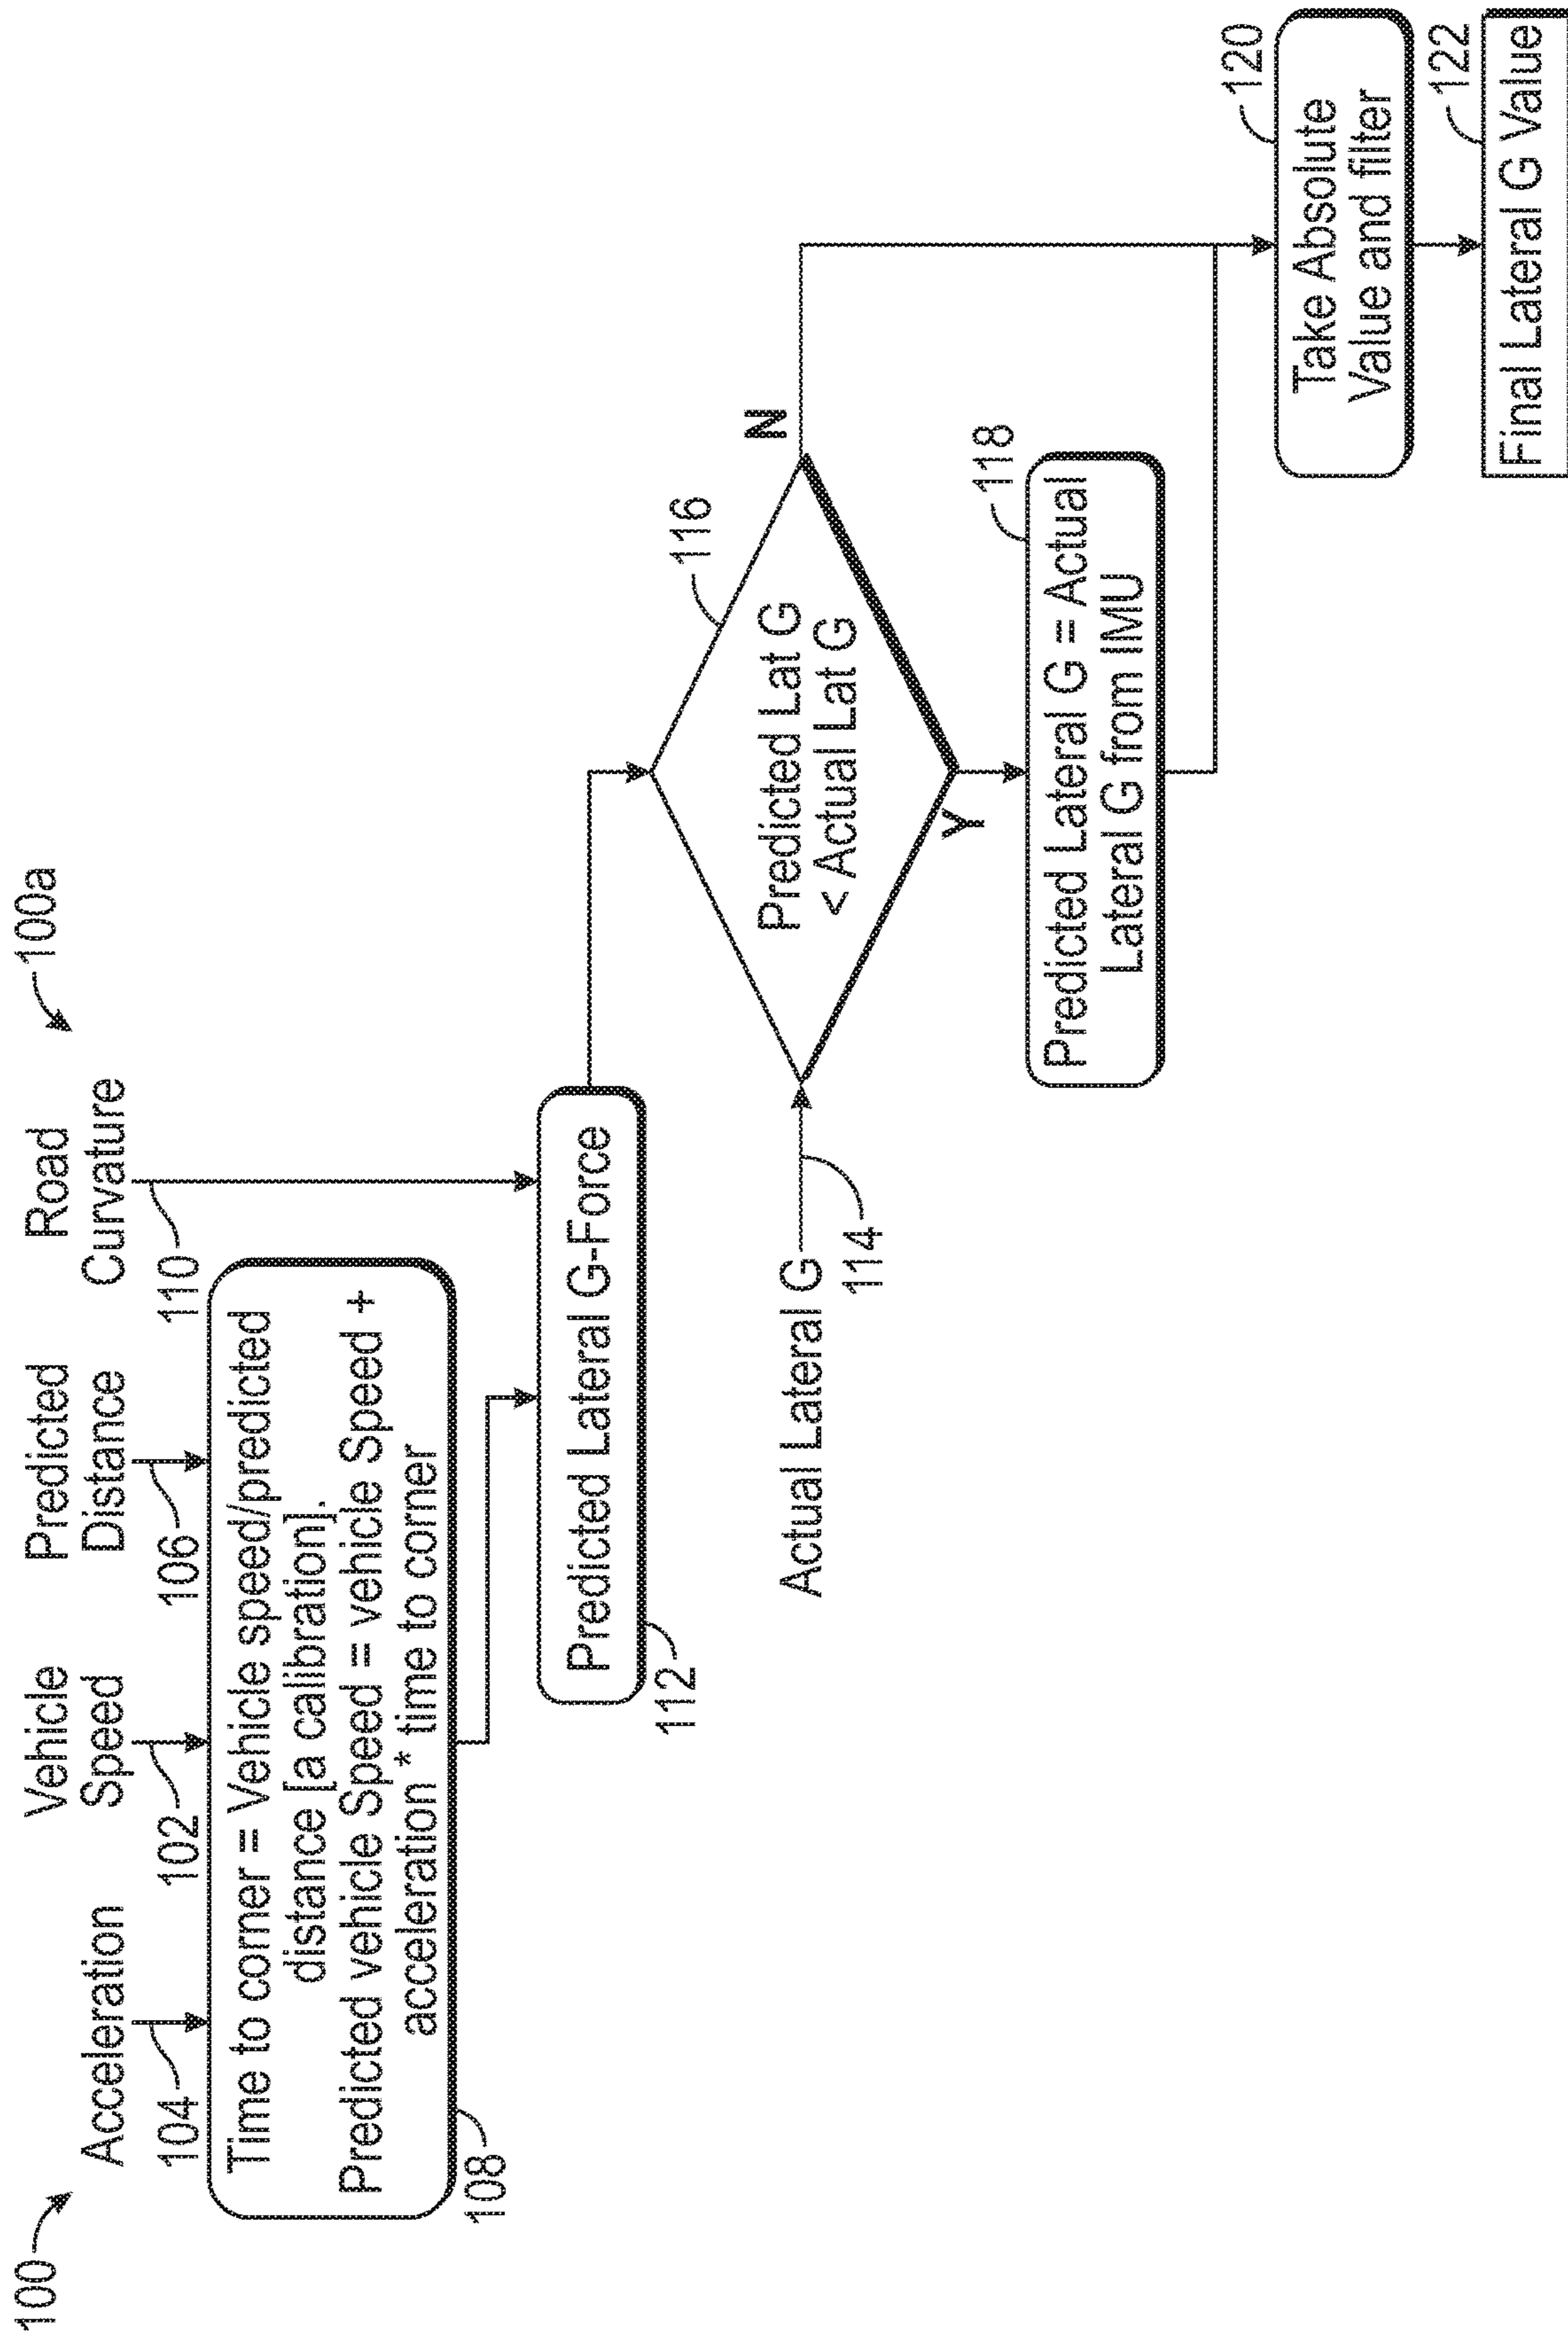 100
100a
Acceleration
Vehicle
Speed
Predicted
Distance
Road
Curvature
104
102
106
110
Time to corner = Vehicle speed/predicted
distance [a calibration].
Predicted vehicle Speed = vehicle Speed +
acceleration * time to corner
108
Predicted Lateral G-Force
112
Actual Lateral G
114
Predicted Lat G
< Actual Lat G
116
N
Y
Predicted Lateral G = Actual
Lateral G from IMU
118
Take Absolute
Value and filter
120
Final Lateral G Value
122